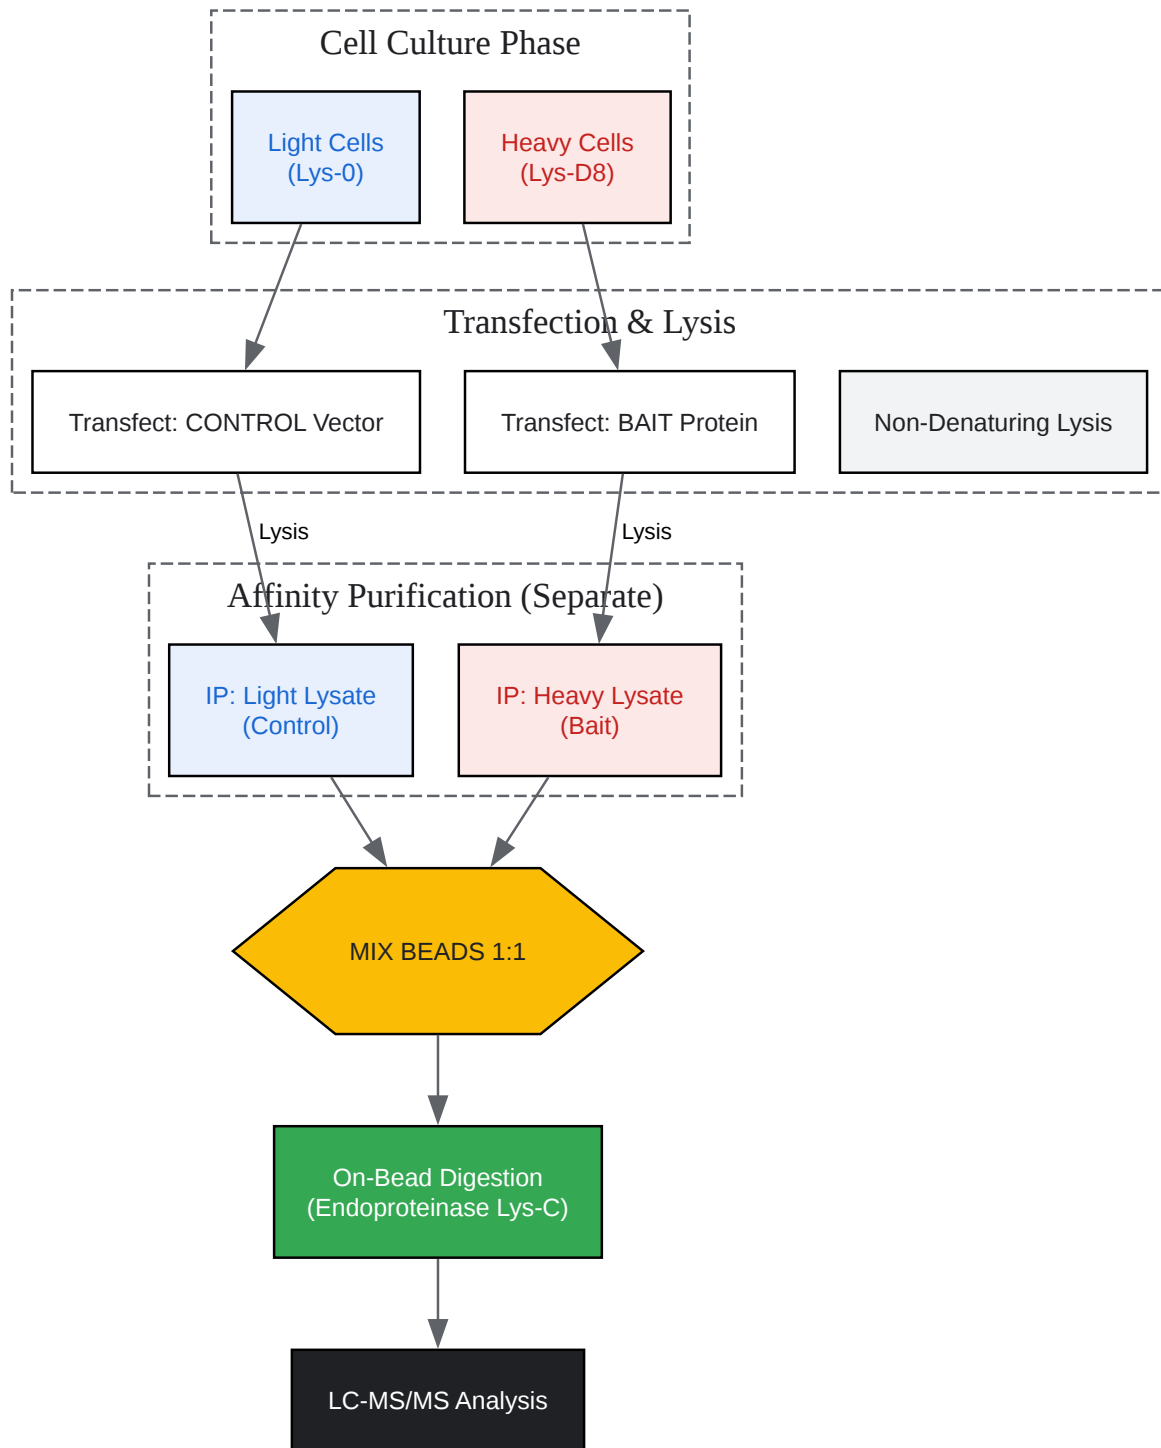 Cell Culture Phase
Light Cells
(Lys-0)
Heavy Cells
(Lys-D8)
Transfection & Lysis
Transfect: CONTROL Vector
Transfect: BAIT Protein
Non-Denaturing Lysis
Lysis
Lysis
Affinity Purification (Separate)
IP: Light Lysate
(Control)
IP: Heavy Lysate
(Bait)
MIX BEADS 1:1
On-Bead Digestion
(Endoproteinase Lys-C)
LC-MS/MS Analysis